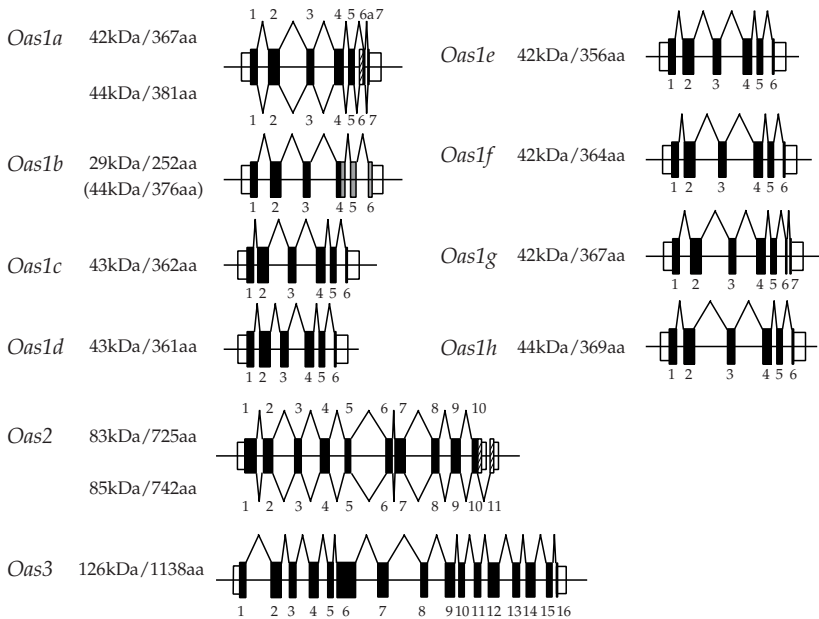 1 2 3 4 5 6a 7
Oas1a 42kDa/367aa
44kDa/381aa
1 2 3 4 5 6 7
Oas1b 29kDa/252aa
(44kDa/376aa)
1 2 3 4 5 6
Oas1c 43kDa/362aa
1 2 3 4 5 6
Oas1d 43kDa/361aa
1 2 3 4 5 6
Oas1e 42kDa/356aa
1 2 3 4 5 6
Oas1f 42kDa/364aa
1 2 3 4 5 6
Oas1g 42kDa/367aa
1 2 3 4 5 6 7
Oas1h 44kDa/369aa
1 2 3 4 5 6
1 2 3 4 5 6 7 8 9 10
Oas2 83kDa/725aa
85kDa/742aa
1 2 3 4 5 6 7 8 9 10 11
Oas3 126kDa/1138aa
1 2 3 4 5 6 7 8 9 10 11 12 13 14 15 16